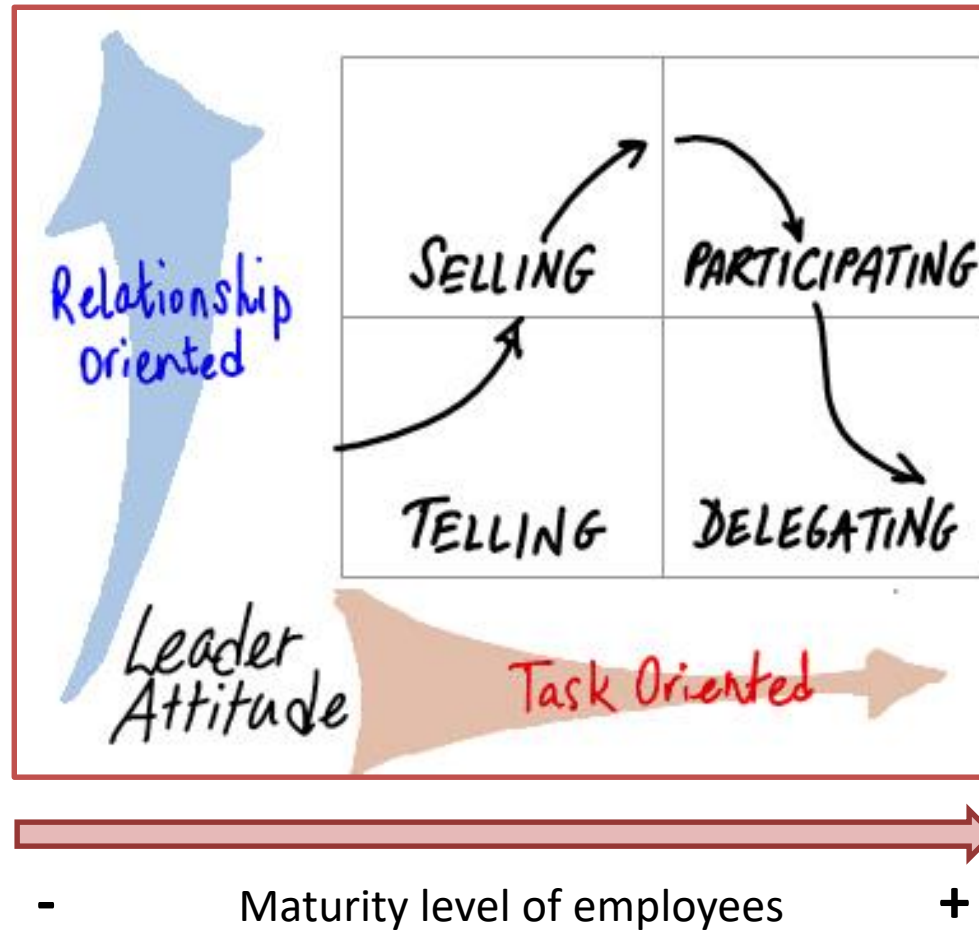 SELLING
PARTICIPATING
Relationship
oriented
TELLING
DELEGATING
Leader
Attitude
Task Oriented
- Maturity level of employees +